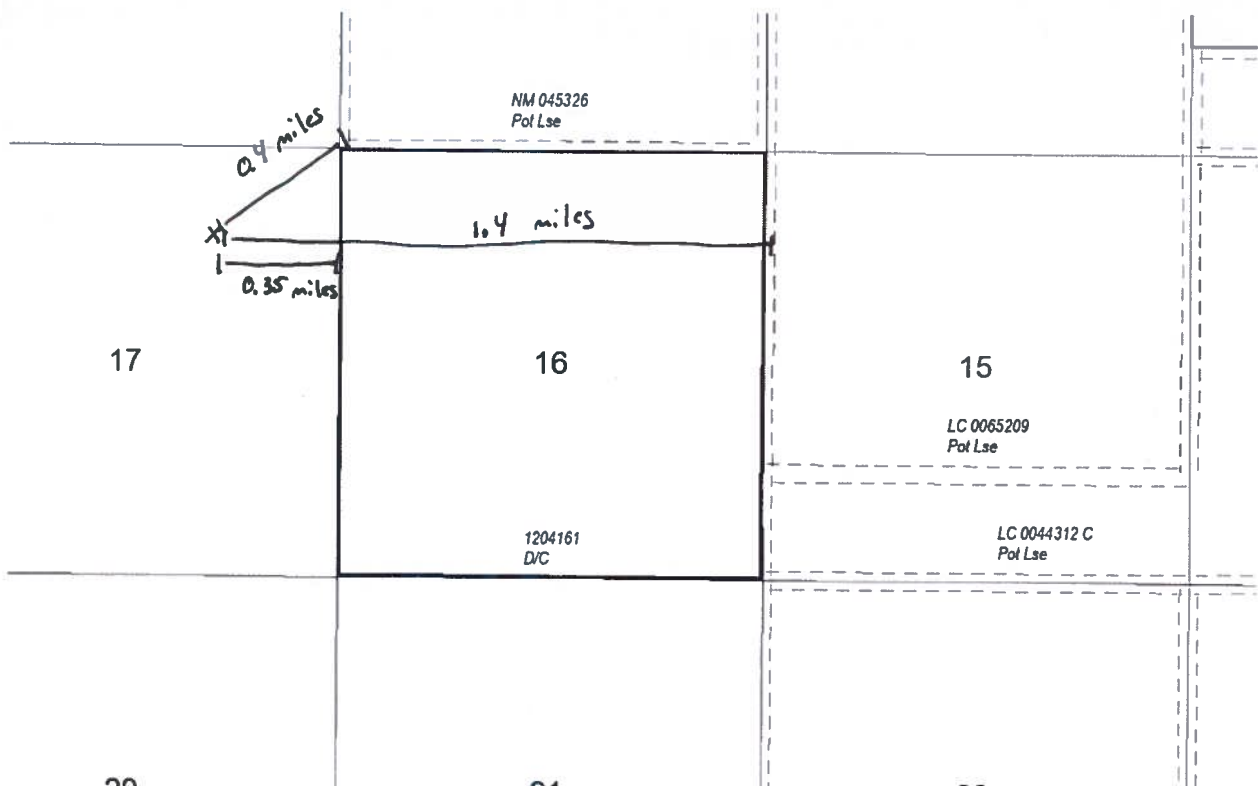 NM 045326
Pot Lse
0.4 miles
X
1.4 miles
0.35 miles
17
16
15
LC 0065209
Pot Lse
1204161
D/C
LC 0044312 C
Pot Lse